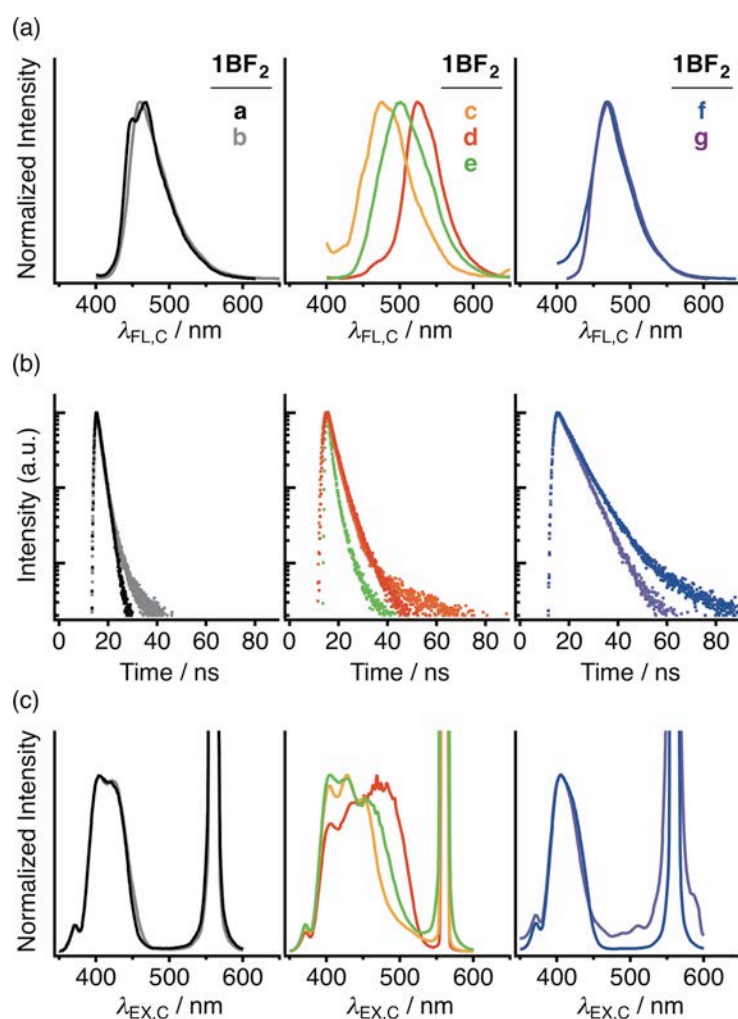 (a)
Normalized Intensity
1BF2
a
b
1BF2
c
d
e
1BF2
f
g
400 500 600
400 500 600
400 500 600
λFL,C / nm
λFL,C / nm
λFL,C / nm
(b)
Intensity (a.u.)
0 20 40 60 80
0 20 40 60 80
0 20 40 60 80
Time / ns
Time / ns
Time / ns
(c)
Normalized Intensity
400 500 600
400 500 600
400 500 600
λEX,C / nm
λEX,C / nm
λEX,C / nm